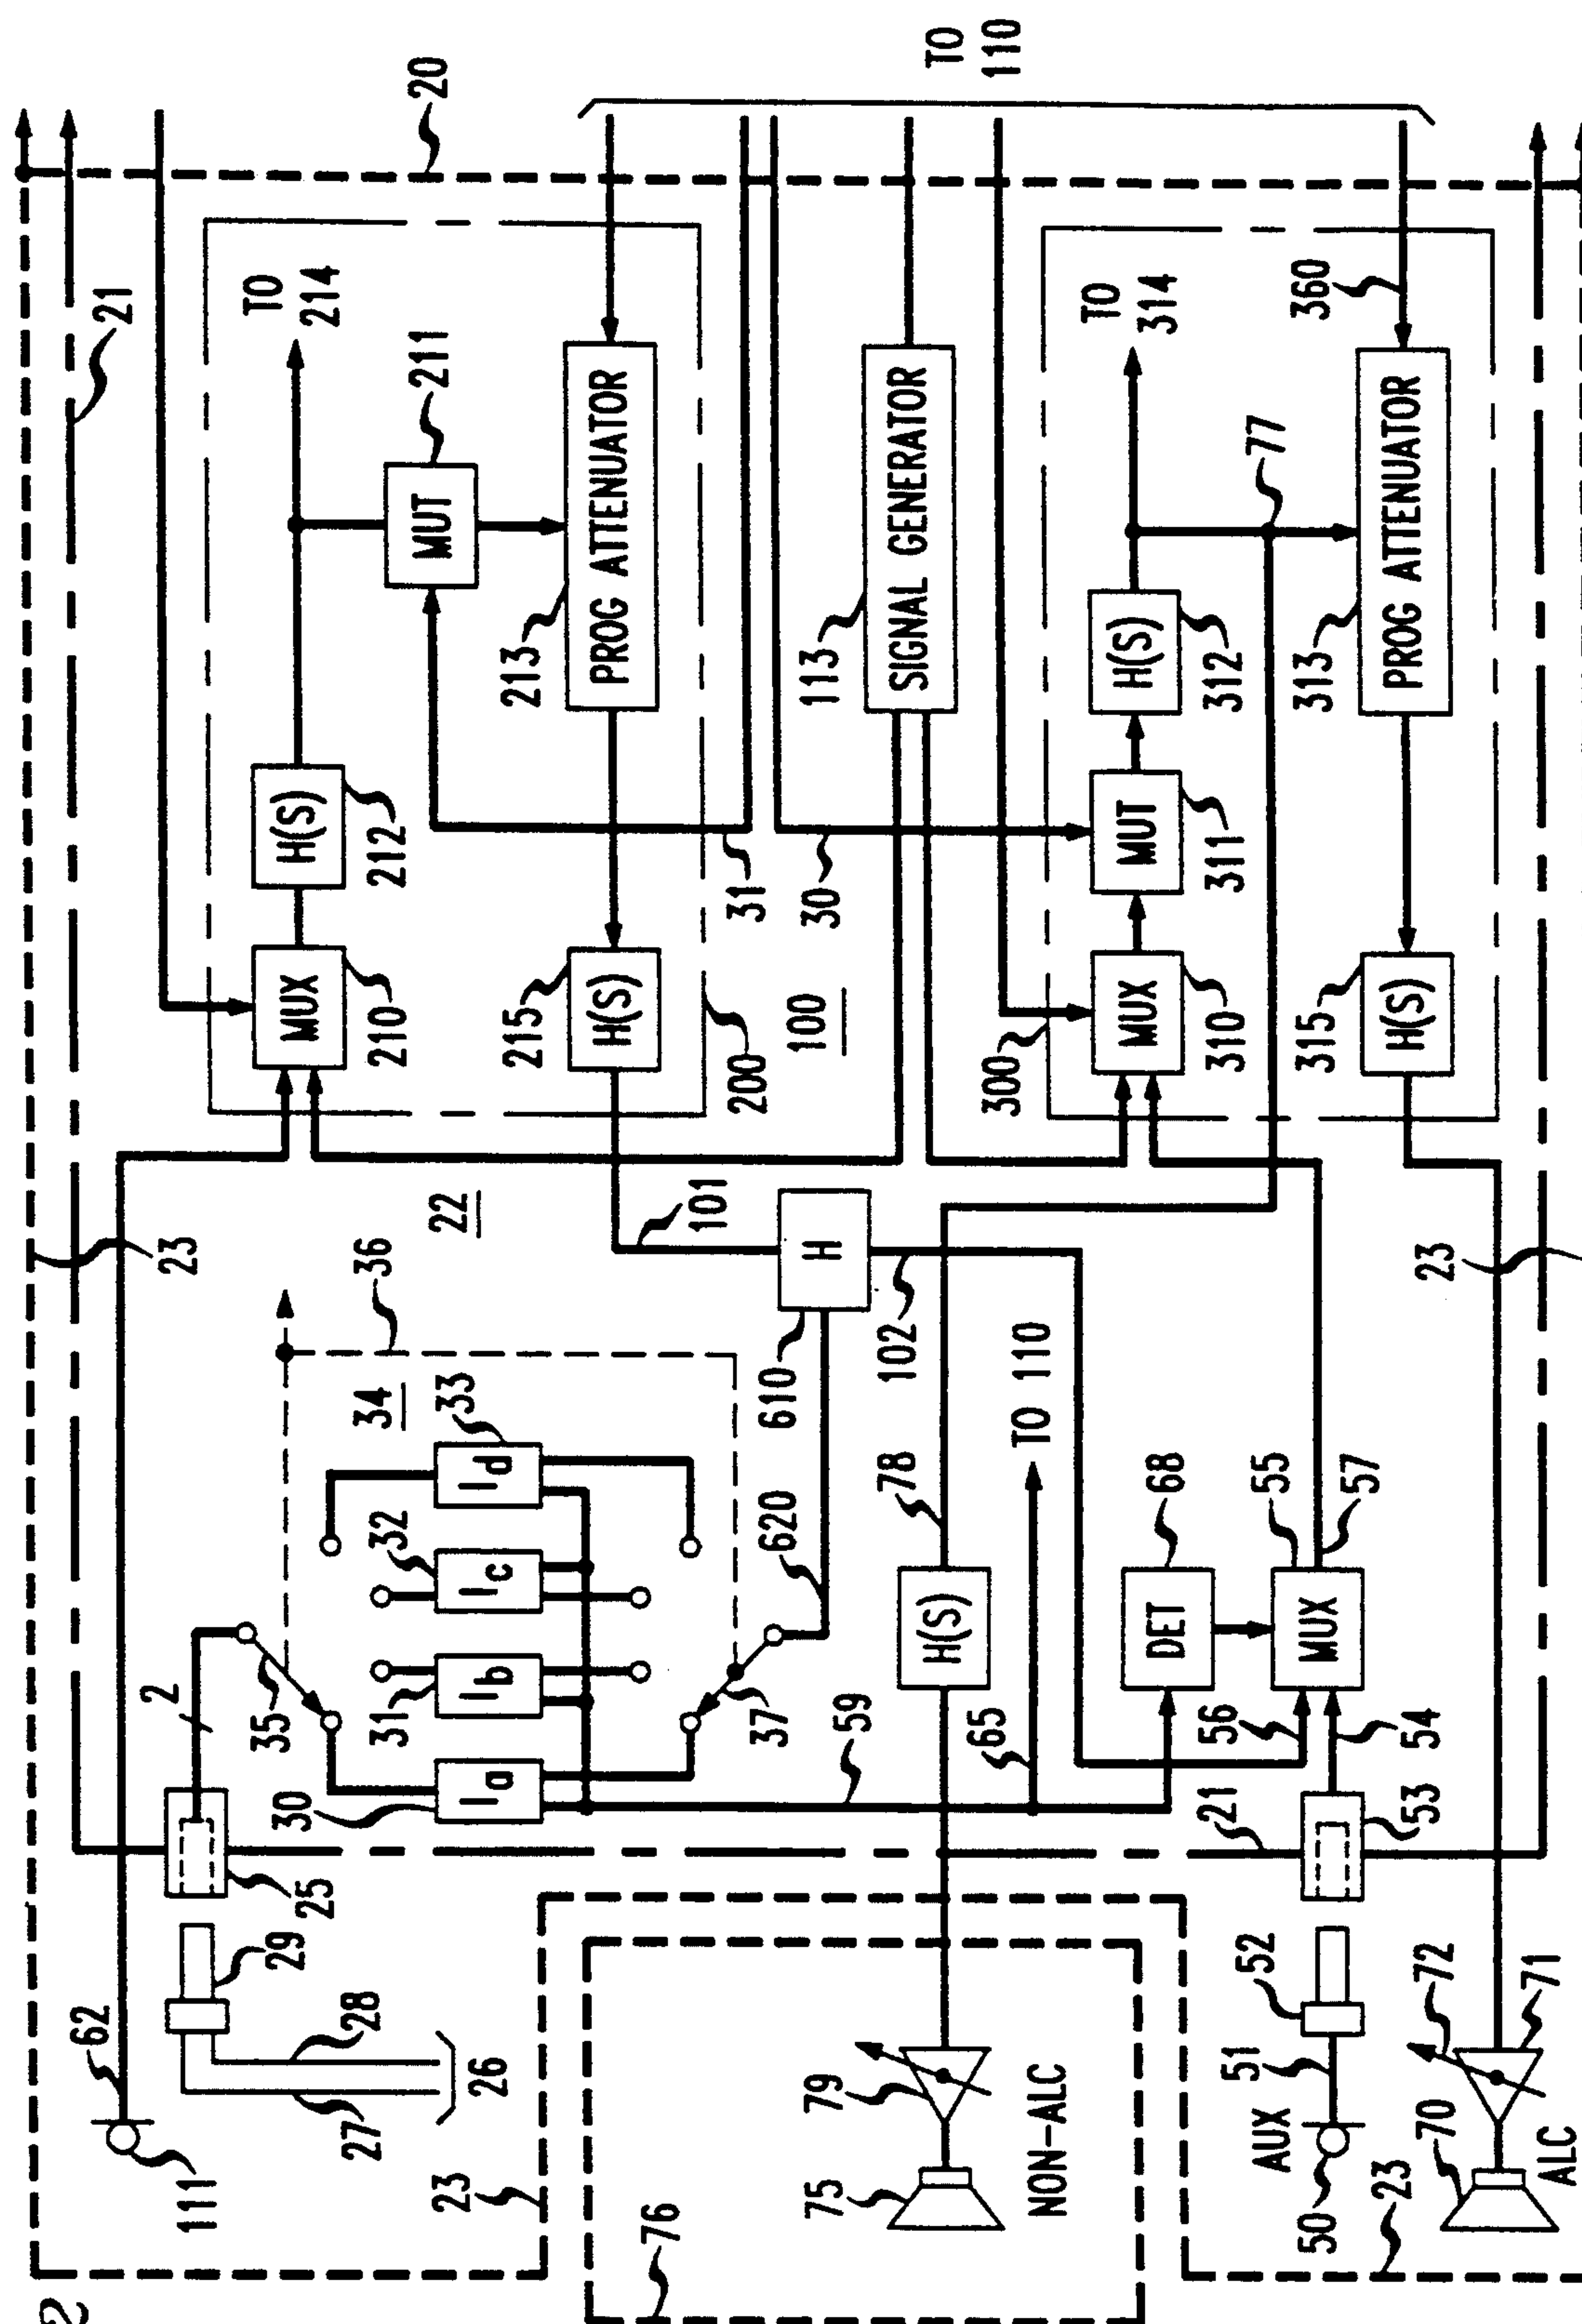 20
TO
110
21
TO
214
211
MUT
213
PROG ATTENUATOR
H(S)
212
MUX
210
215
H(S)
200
31
30
100
113
SIGNAL GENERATOR
TO
314
360
77
H(S)
312
313
PROG ATTENUATOR
MUT
311
MUX
310
300
315
H(S)
23
22
101
H
610
102
36
34
33
Id
32
Ic
31
Ib
30
Ia
35
37
2
620
TO 110
78
H(S)
59
65
68
DET
55
MUX
57
56
54
53
21
23
25
29
28
27
26
62
111
23
76
75
79
NON-ALC
52
51
AUX
50
23
72
71
70
ALC
2